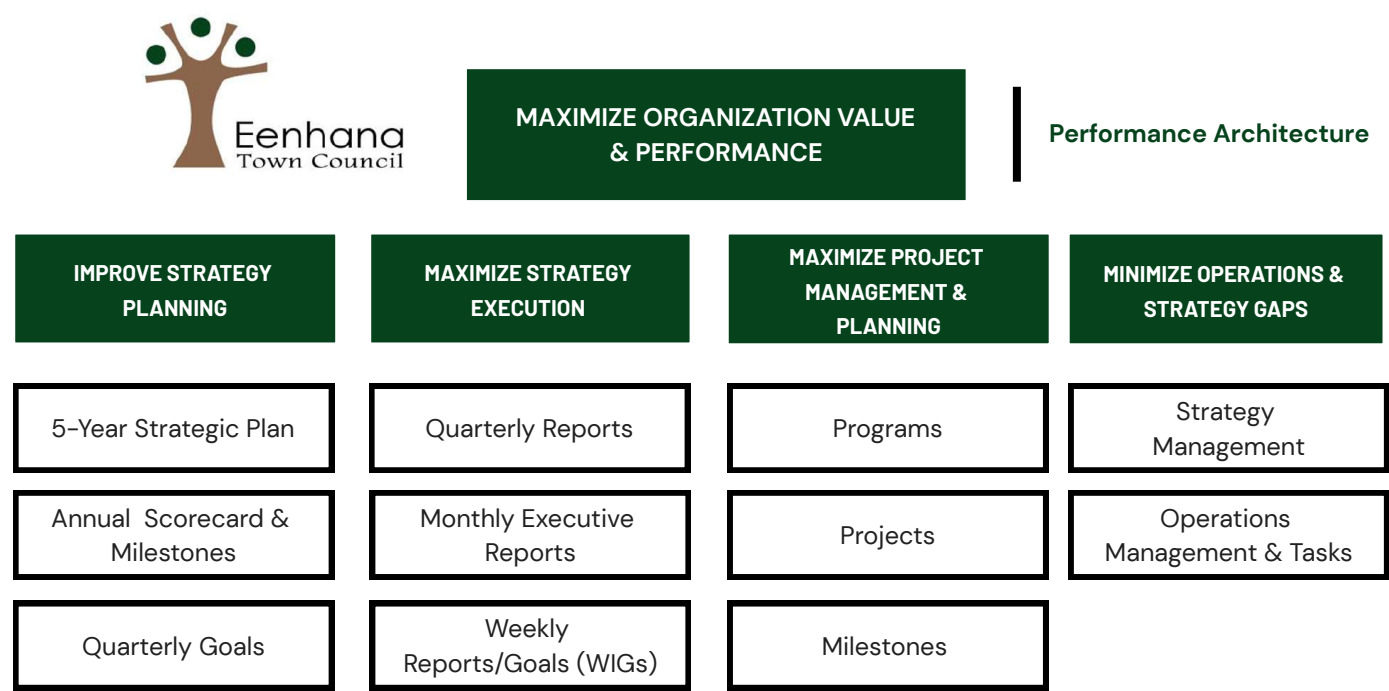 Eenhana
Town Council
MAXIMIZE ORGANIZATION VALUE
& PERFORMANCE
Performance Architecture
IMPROVE STRATEGY
PLANNING
MAXIMIZE STRATEGY
EXECUTION
MAXIMIZE PROJECT
MANAGEMENT &
PLANNING
MINIMIZE OPERATIONS &
STRATEGY GAPS
5-Year Strategic Plan
Quarterly Reports
Programs
Strategy
Management
Annual Scorecard &
Milestones
Monthly Executive
Reports
Projects
Operations
Management & Tasks
Quarterly Goals
Weekly
Reports/Goals (WIGs)
Milestones